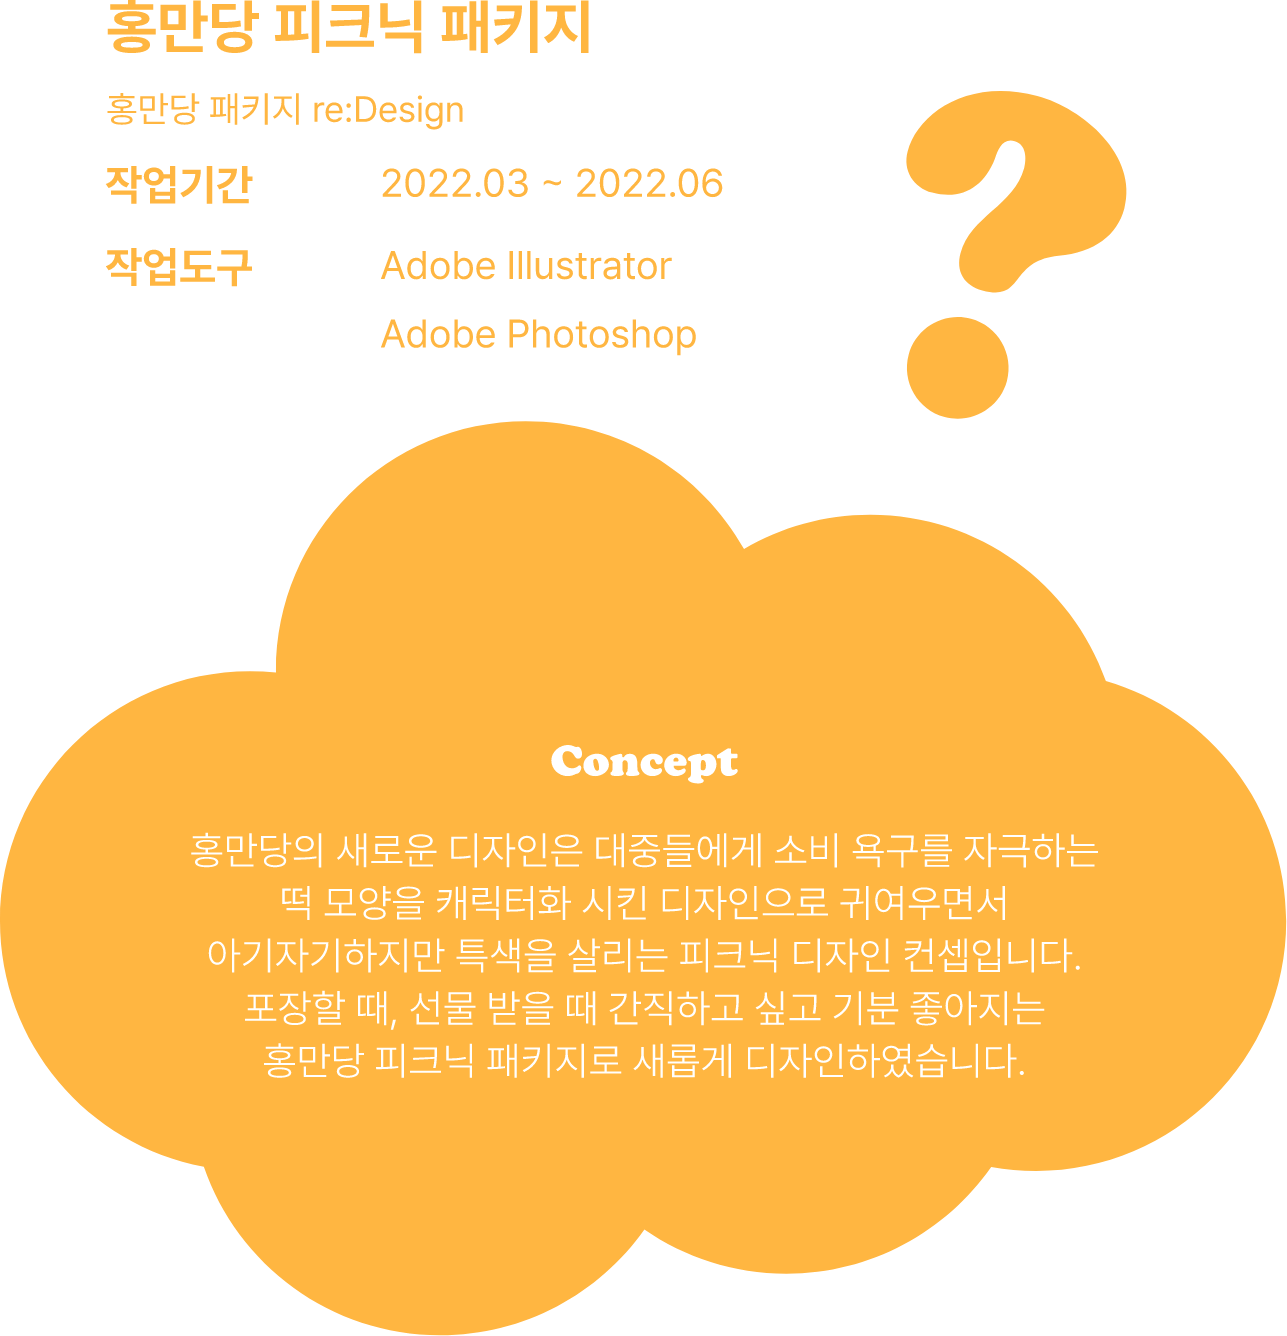 홍만당 피크닉 패키지
홍만당 패키지 re:Design
작업기간 2022.03 ~ 2022.06
작업도구 Adobe Illustrator
Adobe Photoshop
?
Concept
홍만당의 새로운 디자인은 대중들에게 소비 욕구를 자극하는
떡 모양을 캐릭터화 시킨 디자인으로 귀여우면서
아기자기하지만 특색을 살리는 피크닉 디자인 컨셉입니다.
포장할 때, 선물 받을 때 간직하고 싶고 기분 좋아지는
홍만당 피크닉 패키지로 새롭게 디자인하였습니다.